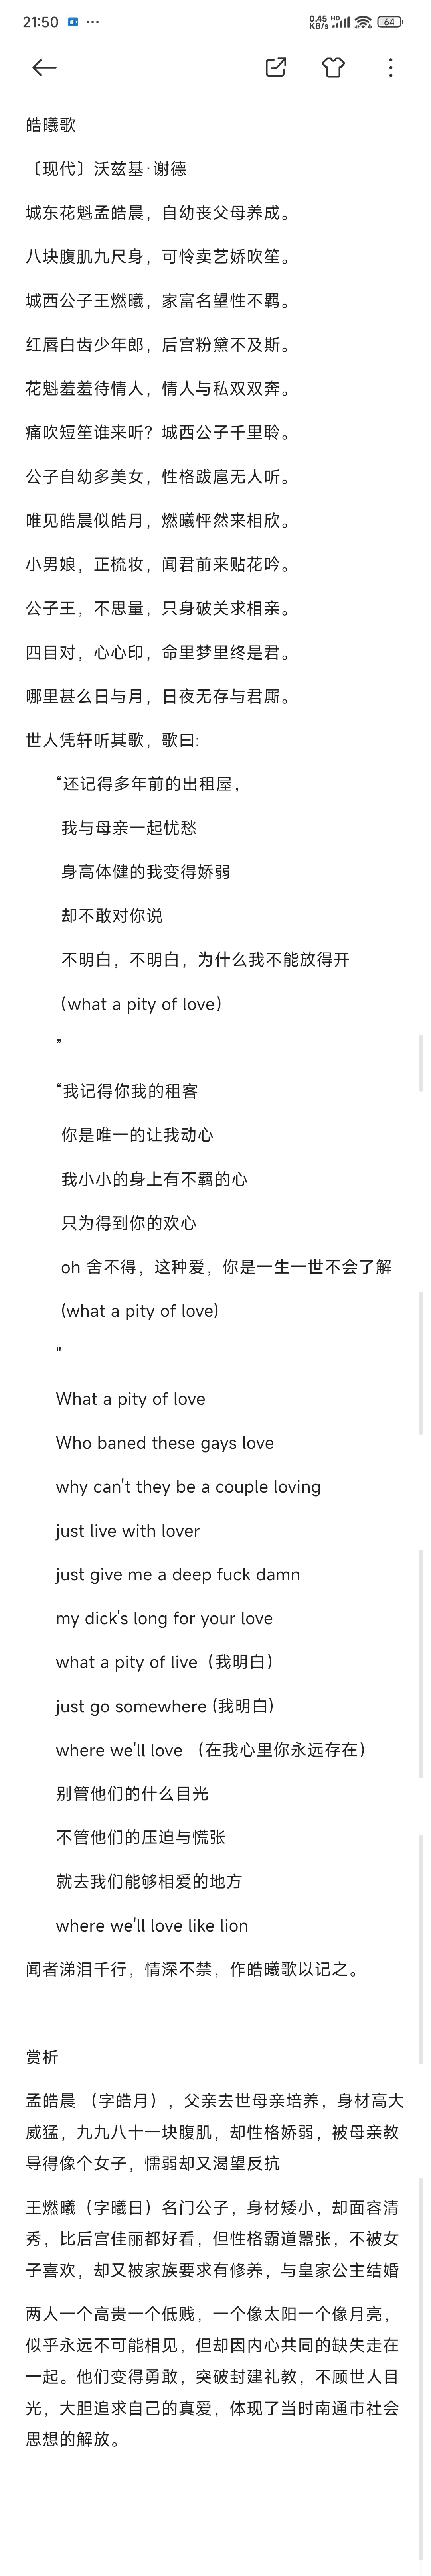 21:50
0.45 KB/s HD 64
皓曦歌
〔现代〕沃兹基·谢德
城东花魁孟皓晨，自幼丧父母养成。
八块腹肌九尺身，可怜卖艺娇吹笙。
城西公子王燃曦，家富名望性不羁。
红唇白齿少年郎，后宫粉黛不及斯。
花魁羞羞待情人，情人与私双双奔。
痛吹短笙谁来听？城西公子千里聆。
公子自幼多美女，性格跋扈无人听。
唯见皓晨似皓月，燃曦怦然来相欣。
小男娘，正梳妆，闻君前来贴花吟。
公子王，不思量，只身破关求相亲。
四目对，心心印，命里梦里终是君。
哪里甚么日与月，日夜无存与君厮。
世人凭轩听其歌，歌曰:
“还记得多年前的出租屋，
我与母亲一起忧愁
身高体健的我变得娇弱
却不敢对你说
不明白，不明白，为什么我不能放得开
（what a pity of love）
”
“我记得你我的租客
你是唯一的让我动心
我小小的身上有不羁的心
只为得到你的欢心
oh 舍不得，这种爱，你是一生一世不会了解
(what a pity of love)
"
What a pity of love
Who baned these gays love
why can't they be a couple loving
just live with lover
just give me a deep fuck damn
my dick's long for your love
what a pity of live（我明白）
just go somewhere (我明白)
where we'll love （在我心里你永远存在）
别管他们的什么目光
不管他们的压迫与慌张
就去我们能够相爱的地方
where we'll love like lion
闻者涕泪千行，情深不禁，作皓曦歌以记之。
赏析
孟皓晨 （字皓月），父亲去世母亲培养，身材高大
威猛，九九八十一块腹肌，却性格娇弱，被母亲教
导得像个女子，懦弱却又渴望反抗
王燃曦（字曦日）名门公子，身材矮小，却面容清
秀，比后宫佳丽都好看，但性格霸道嚣张，不被女
子喜欢，却又被家族要求有修养，与皇家公主结婚
两人一个高贵一个低贱，一个像太阳一个像月亮，
似乎永远不可能相见，但却因内心共同的缺失走在
一起。他们变得勇敢，突破封建礼教，不顾世人目
光，大胆追求自己的真爱，体现了当时南通市社会
思想的解放。